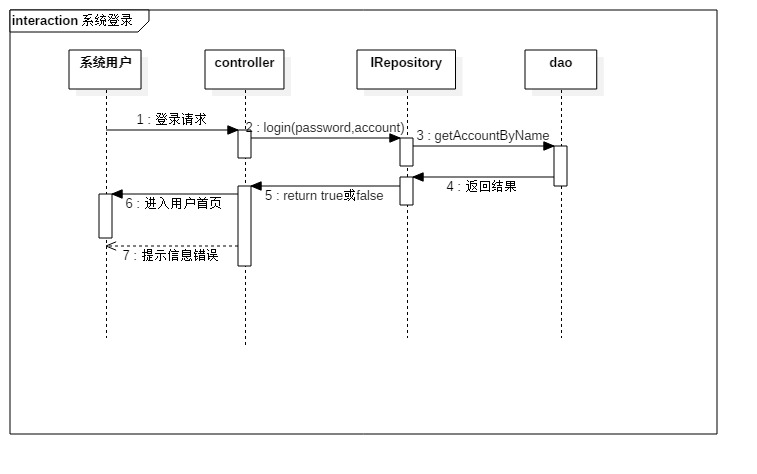 interaction 系统登录
系统用户
controller
IRepository
dao
1 : 登录请求
2 : login(password,account)
3 : getAccountByName
4 : 返回结果
5 : return true或false
6 : 进入用户首页
7 : 提示信息错误